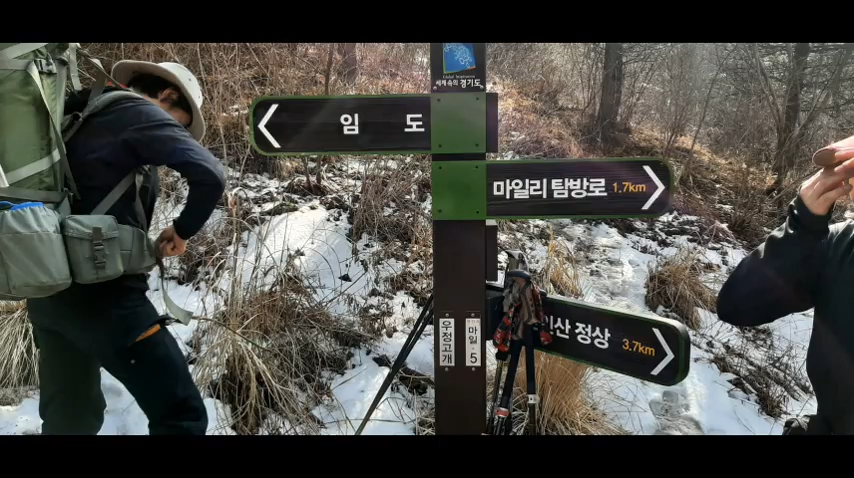 세계속의 경기도
임 도
마일리 탐방로 1.7km
산 정상 3.7km
우정고개
마일 - 5